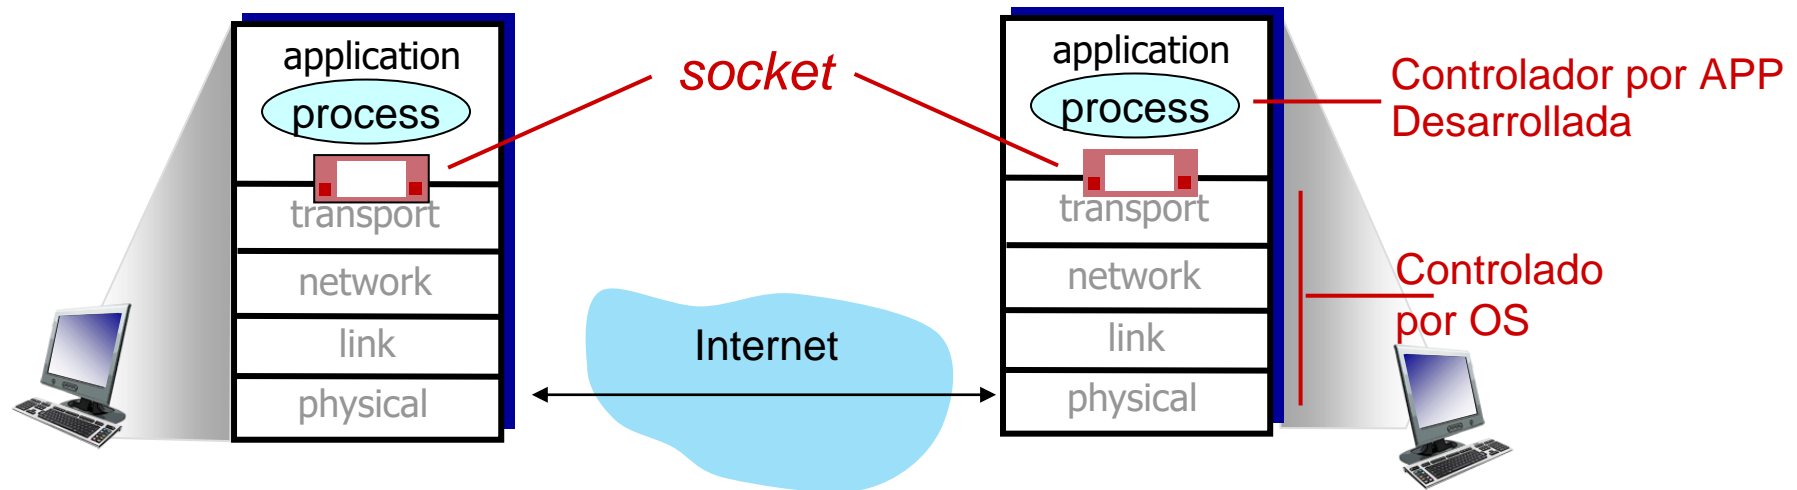 application
process
transport
network
link
physical
socket
Internet
application
process
transport
network
link
physical
Controlador por APP
Desarrollada
Controlado
por OS